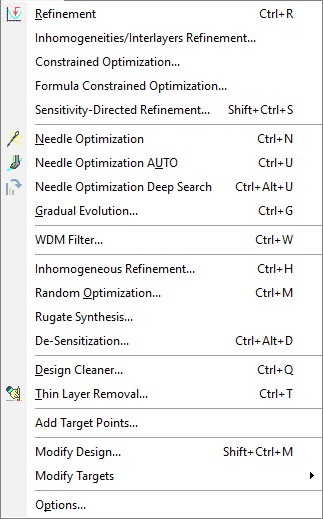 Refinement Ctrl+R
Inhomogeneities/Interlayers Refinement...
Constrained Optimization...
Formula Constrained Optimization...
Sensitivity-Directed Refinement... Shift+Ctrl+S
Needle Optimization Ctrl+N
Needle Optimization AUTO Ctrl+U
Needle Optimization Deep Search Ctrl+Alt+U
Gradual Evolution... Ctrl+G
WDM Filter... Ctrl+W
Inhomogeneous Refinement... Ctrl+H
Random Optimization... Ctrl+M
Rugate Synthesis...
De-Sensitization... Ctrl+Alt+D
Design Cleaner... Ctrl+Q
Thin Layer Removal... Ctrl+T
Add Target Points...
Modify Design... Shift+Ctrl+M
Modify Targets
Options...